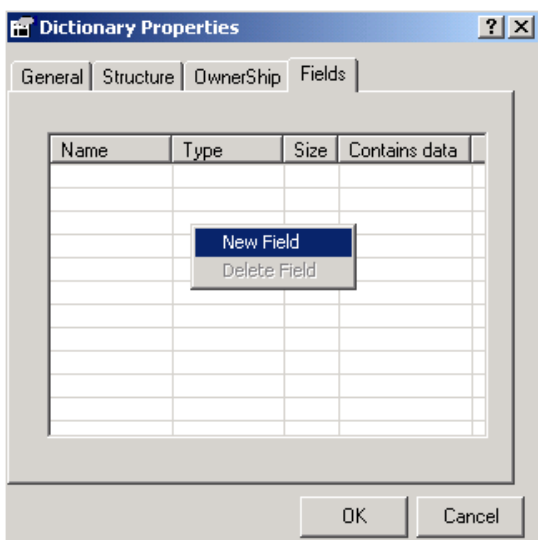 Dictionary Properties
General Structure OwnerShip Fields
Name Type Size Contains data
New Field
Delete Field
OK Cancel